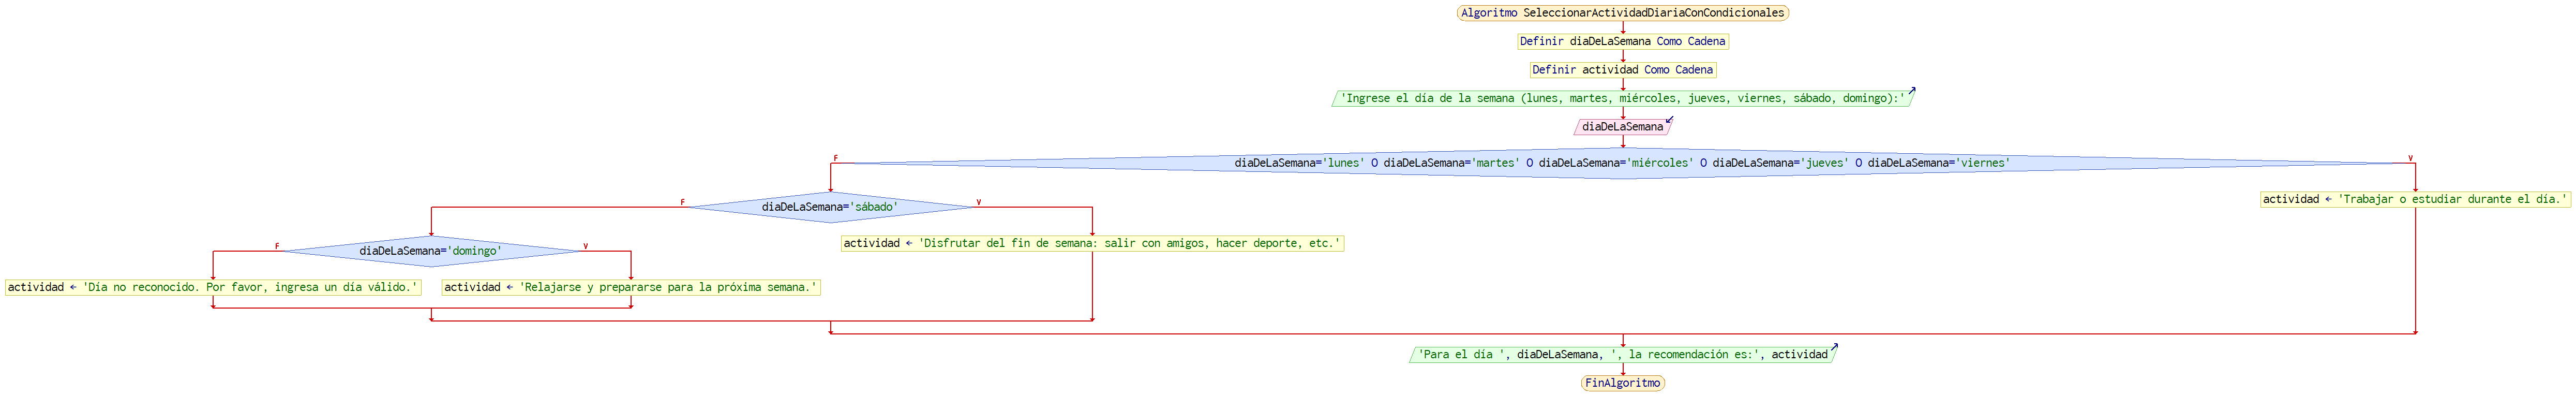 Algoritmo SeleccionarActividadDiariaConCondicionales
Definir diaDeLaSemana Como Cadena
Definir actividad Como Cadena
'Ingrese el día de la semana (lunes, martes, miércoles, jueves, viernes, sábado, domingo):'
diaDeLaSemana
diaDeLaSemana='lunes' O diaDeLaSemana='martes' O diaDeLaSemana='miércoles' O diaDeLaSemana='jueves' O diaDeLaSemana='viernes'
F
V
diaDeLaSemana='sábado'
F
V
actividad ← 'Trabajar o estudiar durante el día.'
diaDeLaSemana='domingo'
F
V
actividad ← 'Disfrutar del fin de semana: salir con amigos, hacer deporte, etc.'
actividad ← 'Día no reconocido. Por favor, ingresa un día válido.'
actividad ← 'Relajarse y prepararse para la próxima semana.'
'Para el día ', diaDeLaSemana, ', la recomendación es:', actividad
FinAlgoritmo